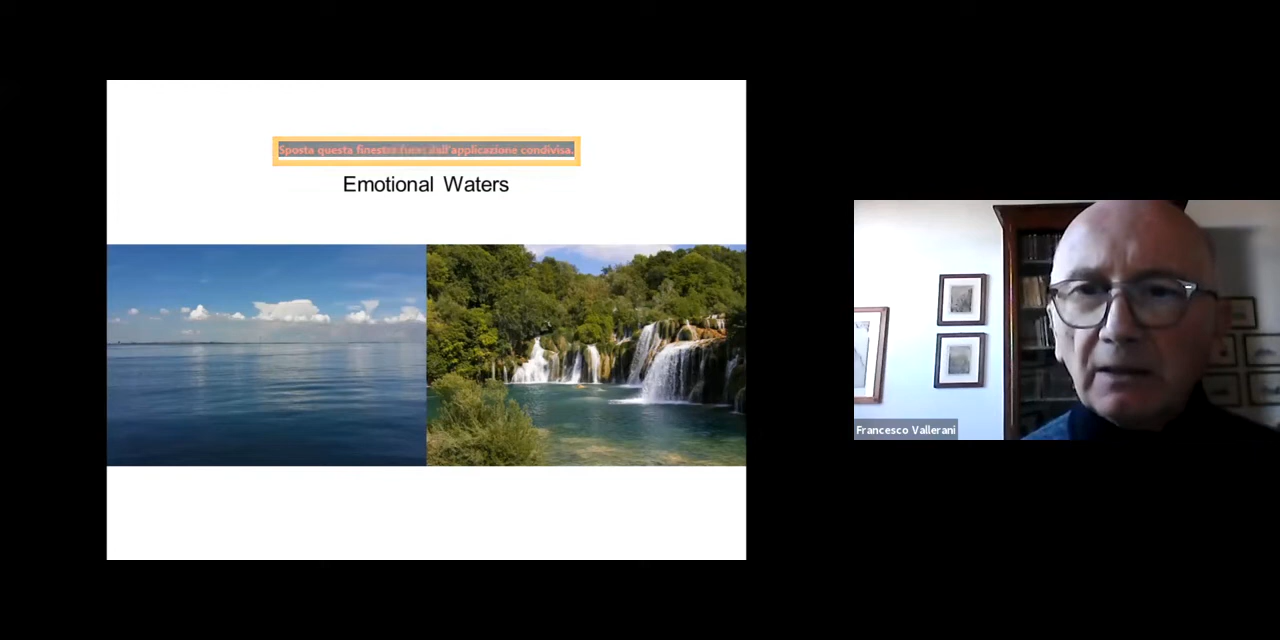 Sposta questa finestra fuori dall'applicazione condivisa.
Emotional Waters
Francesco Vallerani